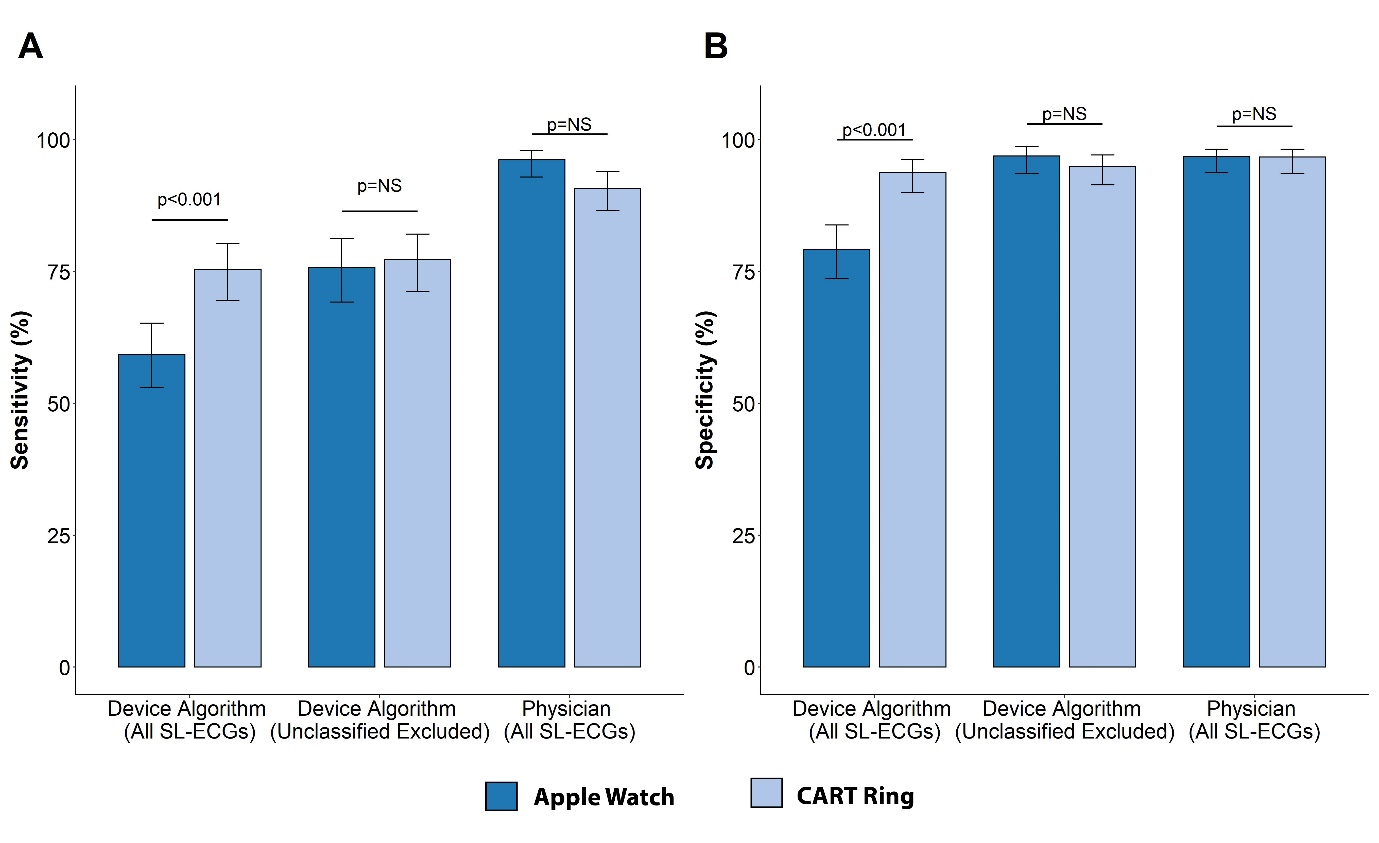 A
Sensitivity (%)
100
75
50
25
0
p<0.001
p=NS
p=NS
Device Algorithm
(All SL-ECGs)
Device Algorithm
(Unclassified Excluded)
Physician
(All SL-ECGs)
B
Specificity (%)
100
75
50
25
0
p<0.001
p=NS
p=NS
Device Algorithm
(All SL-ECGs)
Device Algorithm
(Unclassified Excluded)
Physician
(All SL-ECGs)
Apple Watch
CART Ring